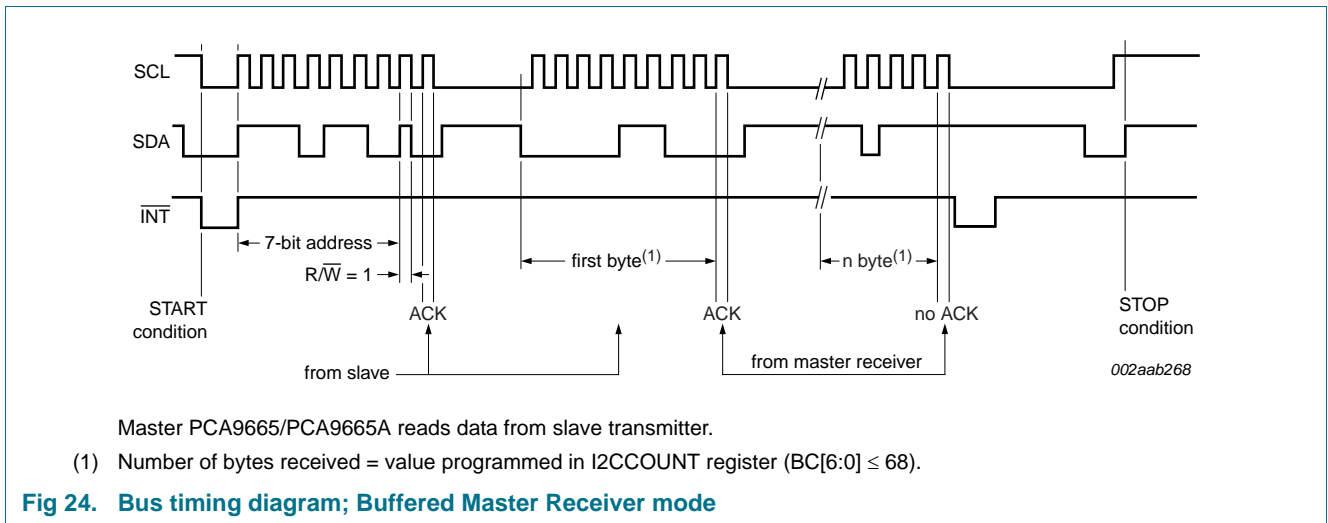 SCL
SDA
INT
7-bit address
first byte(1)
n byte(1)
R/W = 1
START
condition
ACK
ACK
no ACK
STOP
condition
from slave
from master receiver
002aab268
Master PCA9665/PCA9665A reads data from slave transmitter.
(1) Number of bytes received = value programmed in I2CCOUNT register (BC[6:0] ≤ 68).
Fig 24. Bus timing diagram; Buffered Master Receiver mode